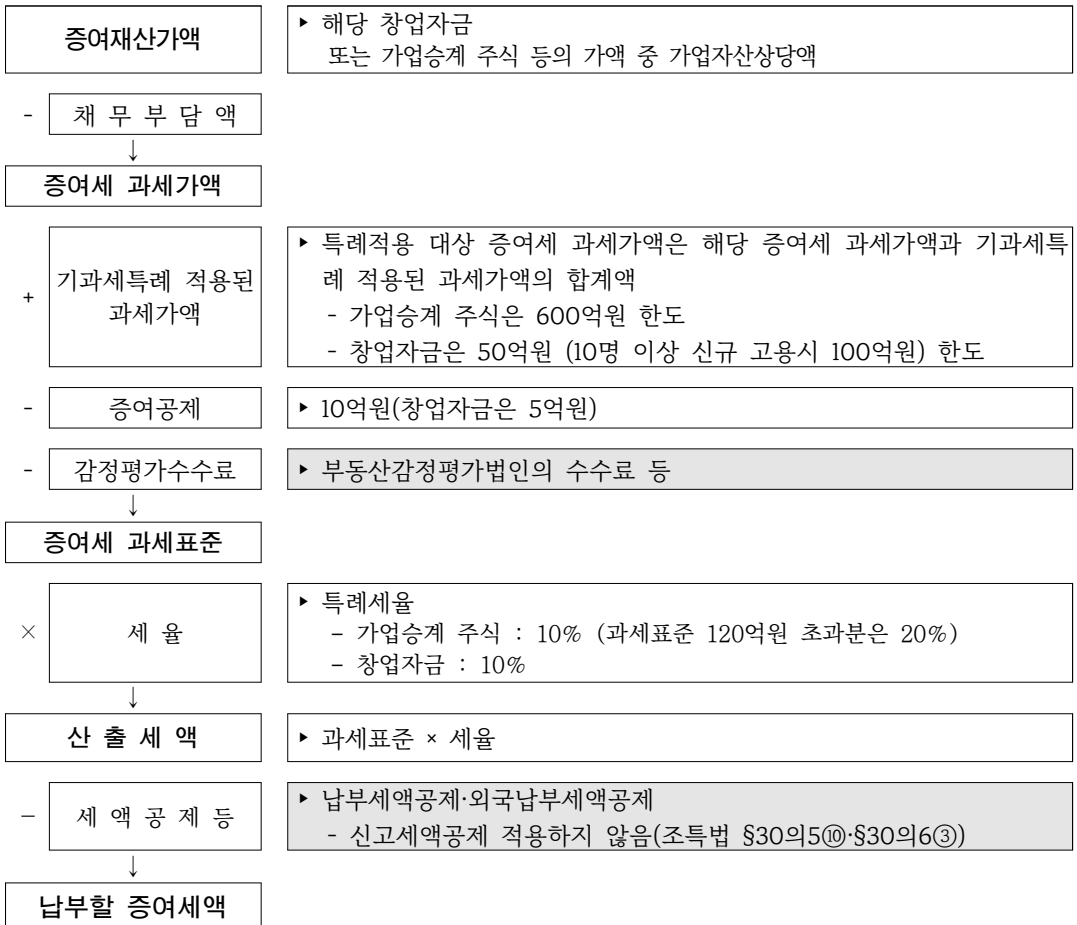 증여재산가액
▸ 해당 창업자금
또는 가업승계 주식 등의 가액 중 가업자산상당액
- 채 무 부 담 액
↓
증여세 과세가액
+ 기과세특례 적용된
과세가액
▸ 특례적용 대상 증여세 과세가액은 해당 증여세 과세가액과 기과세특
례 적용된 과세가액의 합계액
- 가업승계 주식은 600억원 한도
- 창업자금은 50억원 (10명 이상 신규 고용시 100억원) 한도
- 증여공제
▸ 10억원(창업자금은 5억원)
- 감정평가수수료
▸ 부동산감정평가법인의 수수료 등
↓
증여세 과세표준
× 세 율
▸ 특례세율
– 가업승계 주식 : 10% (과세표준 120억원 초과분은 20%)
– 창업자금 : 10%
↓
산 출 세 액
▸ 과세표준 × 세율
− 세 액 공 제 등
▸ 납부세액공제·외국납부세액공제
- 신고세액공제 적용하지 않음(조특법 §30의5⑩·§30의6③)
↓
납부할 증여세액